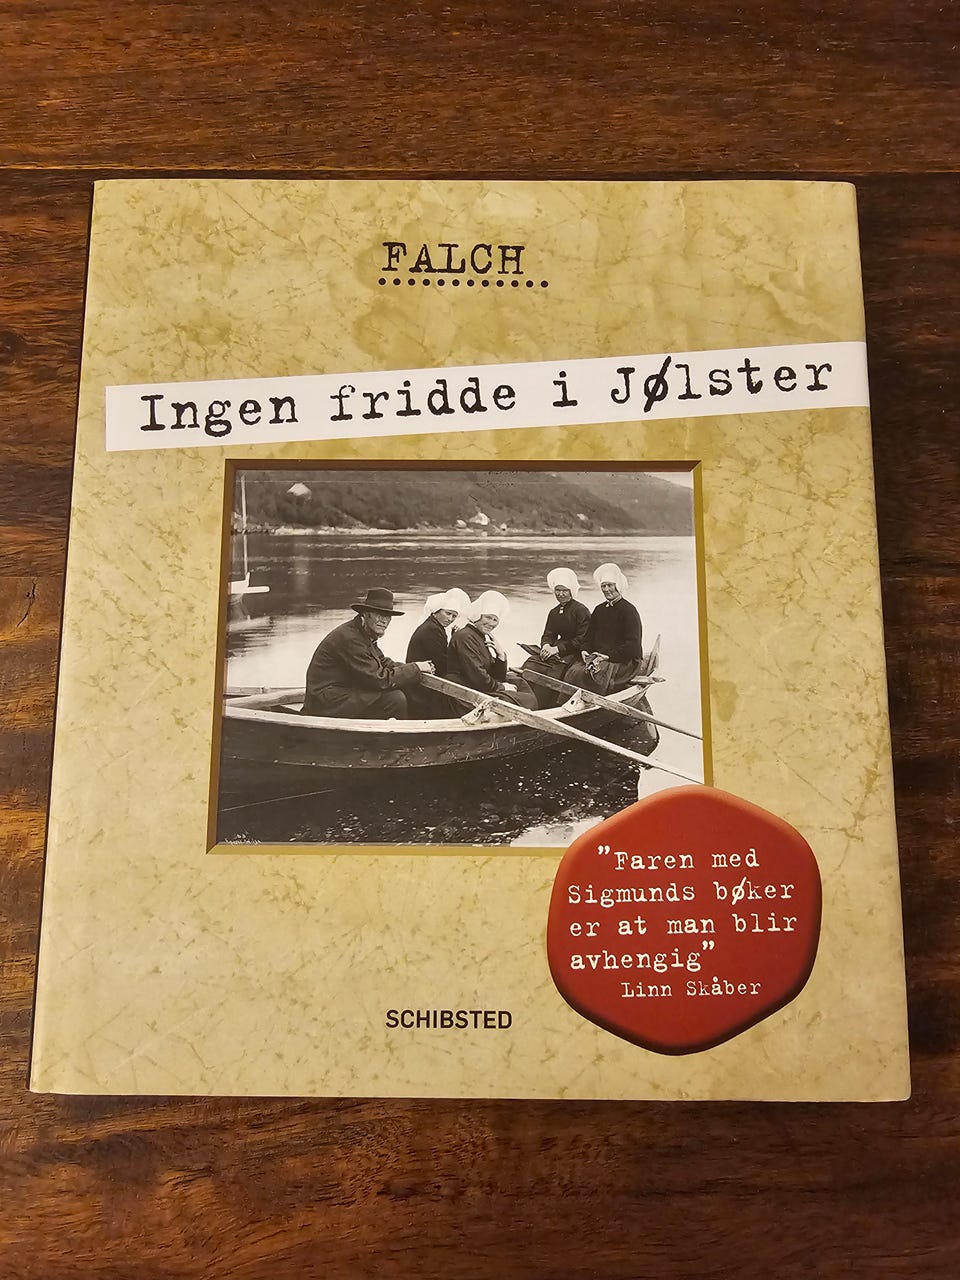 FALCH
Ingen fridde i Jølster
"Faren med
Sigmunds bøker
er at man blir
avhengig"
Linn Skåber
SCHIBSTED